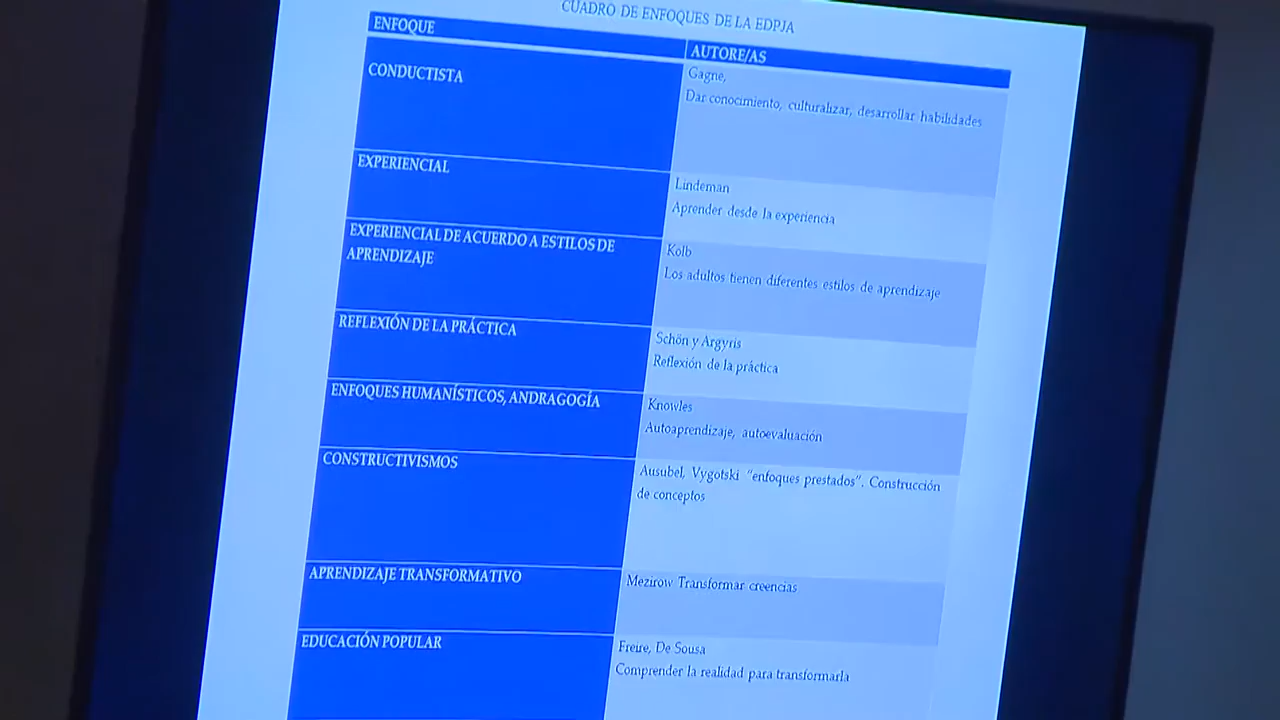 CUADRO DE ENFOQUES DE LA EDPJA
ENFOQUE
AUTORE/AS
CONDUCTISTA
Gagne,
Dar conocimiento, culturalizar, desarrollar habilidades
EXPERIENCIAL
Lindeman
Aprender desde la experiencia
EXPERIENCIAL DE ACUERDO A ESTILOS DE
APRENDIZAJE
Kolb
Los adultos tienen diferentes estilos de aprendizaje
REFLEXIÓN DE LA PRÁCTICA
Schön y Argyris
Reflexión de la práctica
ENFOQUES HUMANÍSTICOS, ANDRAGOGÍA
Knowles
Autoaprendizaje, autoevaluación
CONSTRUCTIVISMOS
Ausubel, Vygotski “enfoques prestados”. Construcción
de conceptos
APRENDIZAJE TRANSFORMATIVO
Mezirow Transformar creencias
EDUCACIÓN POPULAR
Freire, De Sousa
Comprender la realidad para transformarla